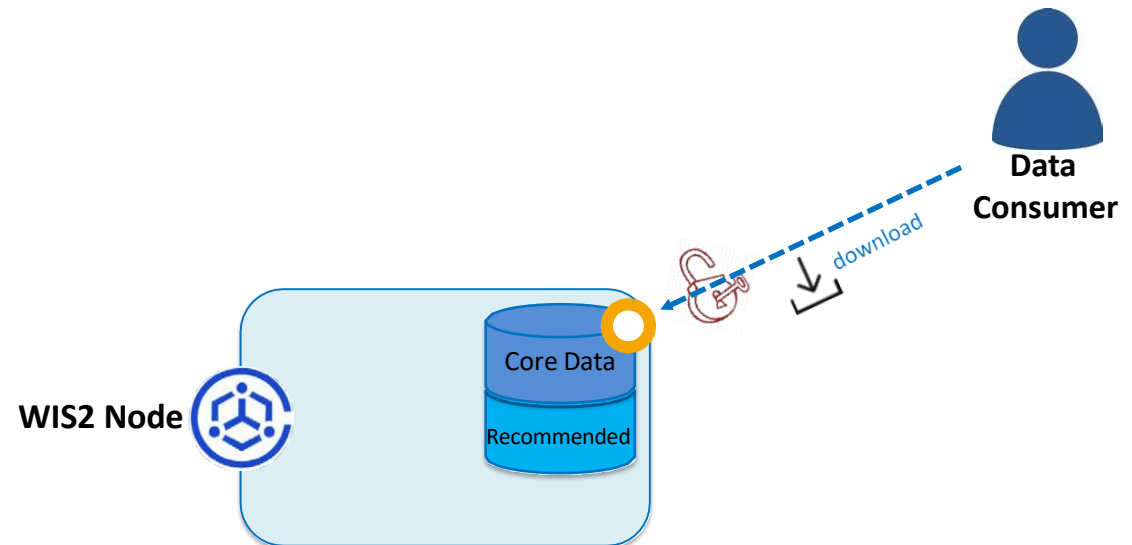 Data
Consumer
download
Core Data
WIS2 Node
Recommended